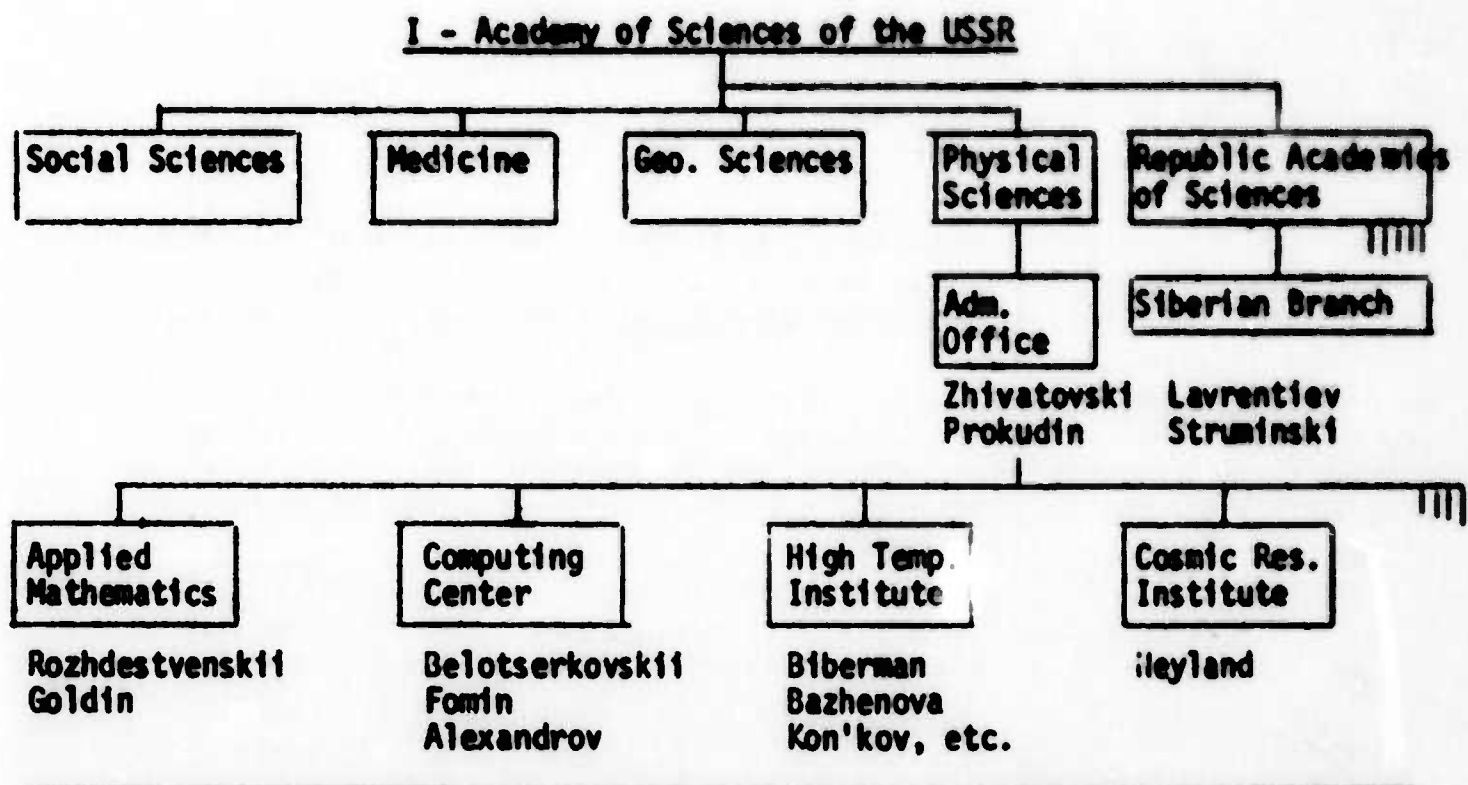 I - Academy of Sciences of the USSR
Social Sciences
Medicine
Geo. Sciences
Physical
Sciences
Republic Academies
of Sciences
Adm.
Office
Siberian Branch
Zhivatovski
Prokudin
Lavrentiev
Struminski
Applied
Mathematics
Computing
Center
High Temp.
Institute
Cosmic Res.
Institute
Rozhdestvenskii
Goldin
Belotserkovskii
Fomin
Alexandrov
Biberman
Bazhenova
Kon'kov, etc.